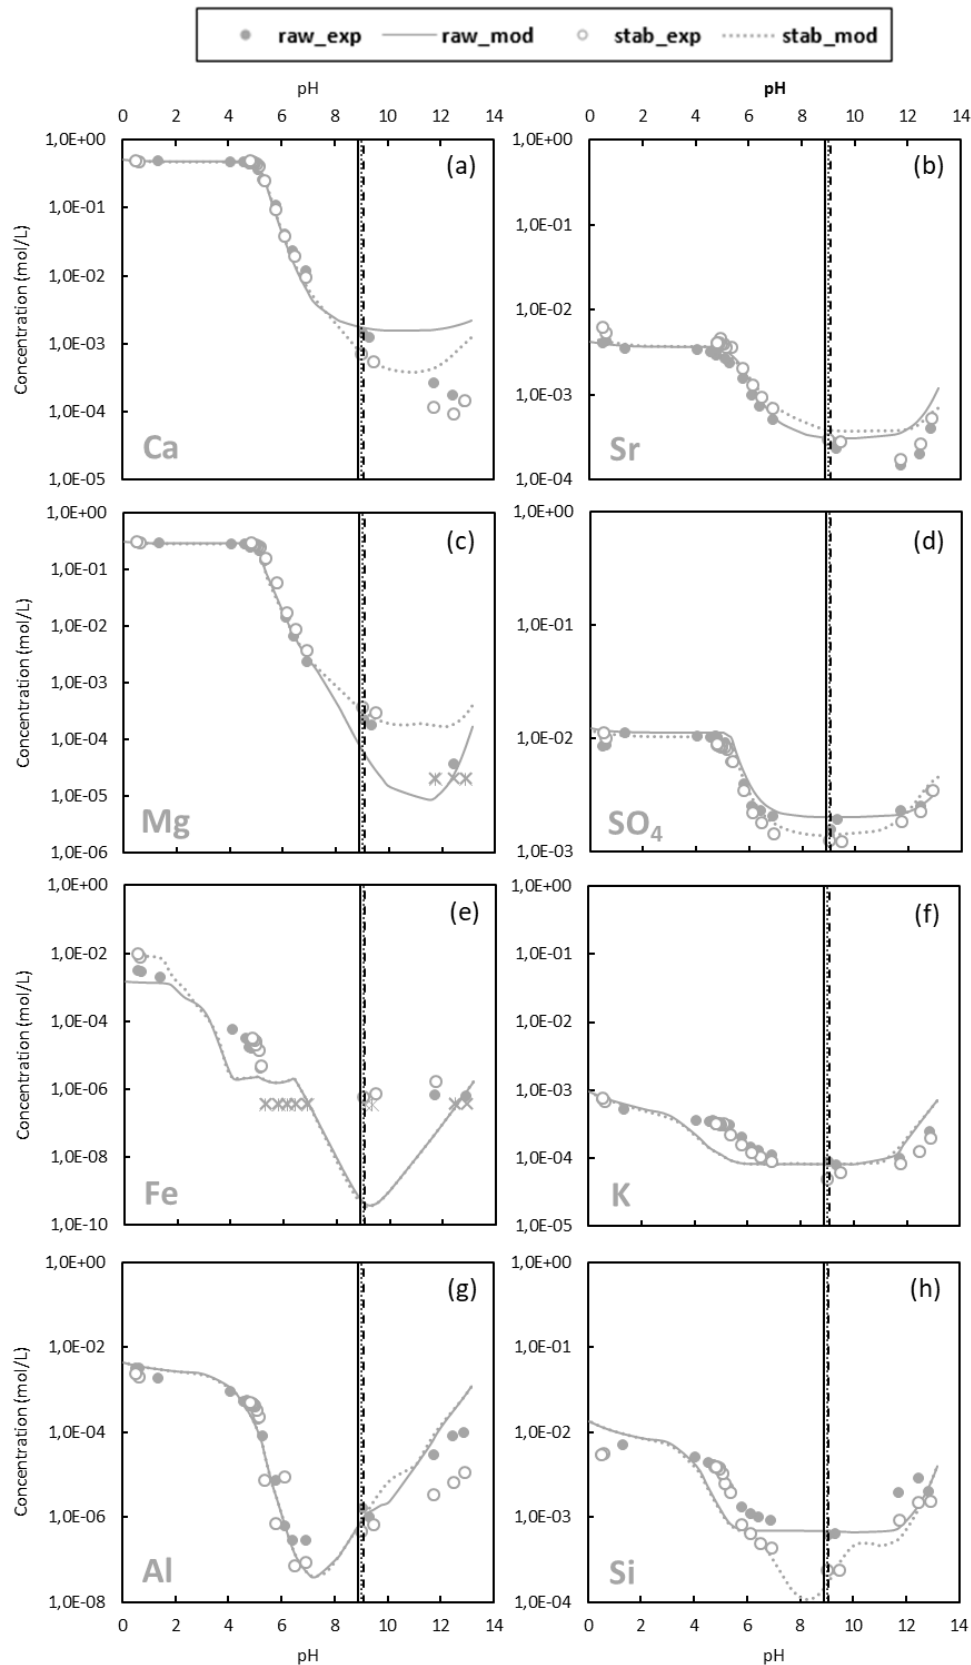 raw_exp raw_mod stab_exp stab_mod
pH pH
0 2 4 6 8 10 12 14 0 2 4 6 8 10 12 14
1,0E+00 (a) 1,0E+00 (b)
1,0E-01 1,0E-01
1,0E-02 1,0E-02
1,0E-03 1,0E-03
1,0E-04 1,0E-04
1,0E-05
Concentration (mol/L)
Ca Sr
1,0E+00 (c) 1,0E+00 (d)
1,0E-01 1,0E-01
1,0E-02 1,0E-02
1,0E-03 1,0E-03
1,0E-04
1,0E-05
1,0E-06
Concentration (mol/L)
Mg SO4
1,0E+00 (e) 1,0E+00 (f)
1,0E-02 1,0E-01
1,0E-04 1,0E-02
1,0E-06 1,0E-03
1,0E-08 1,0E-04
1,0E-10 1,0E-05
Concentration (mol/L)
Fe K
1,0E+00 (g) 1,0E+00 (h)
1,0E-02 1,0E-01
1,0E-04 1,0E-02
1,0E-06 1,0E-03
1,0E-08 1,0E-04
Concentration (mol/L)
Al Si
0 2 4 6 8 10 12 14 0 2 4 6 8 10 12 14
pH pH